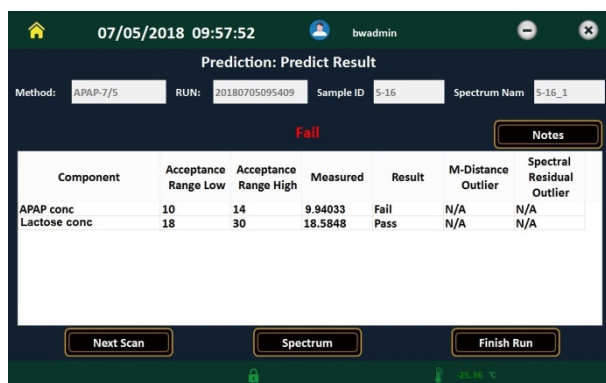 07/05/2018 09:57:52 bwadmin
Prediction: Predict Result
Method: APAP-7/5 RUN: 20180705095409 Sample ID 5-16 Spectrum Nam 5-16_1
Fail Notes
Component Acceptance Range Low Acceptance Range High Measured Result M-Distance Outlier Spectral Residual Outlier
APAP conc 10 14 9.94033 Fail N/A N/A
Lactose conc 18 30 18.5848 Pass N/A N/A
Next Scan Spectrum Finish Run
-25.36 °C